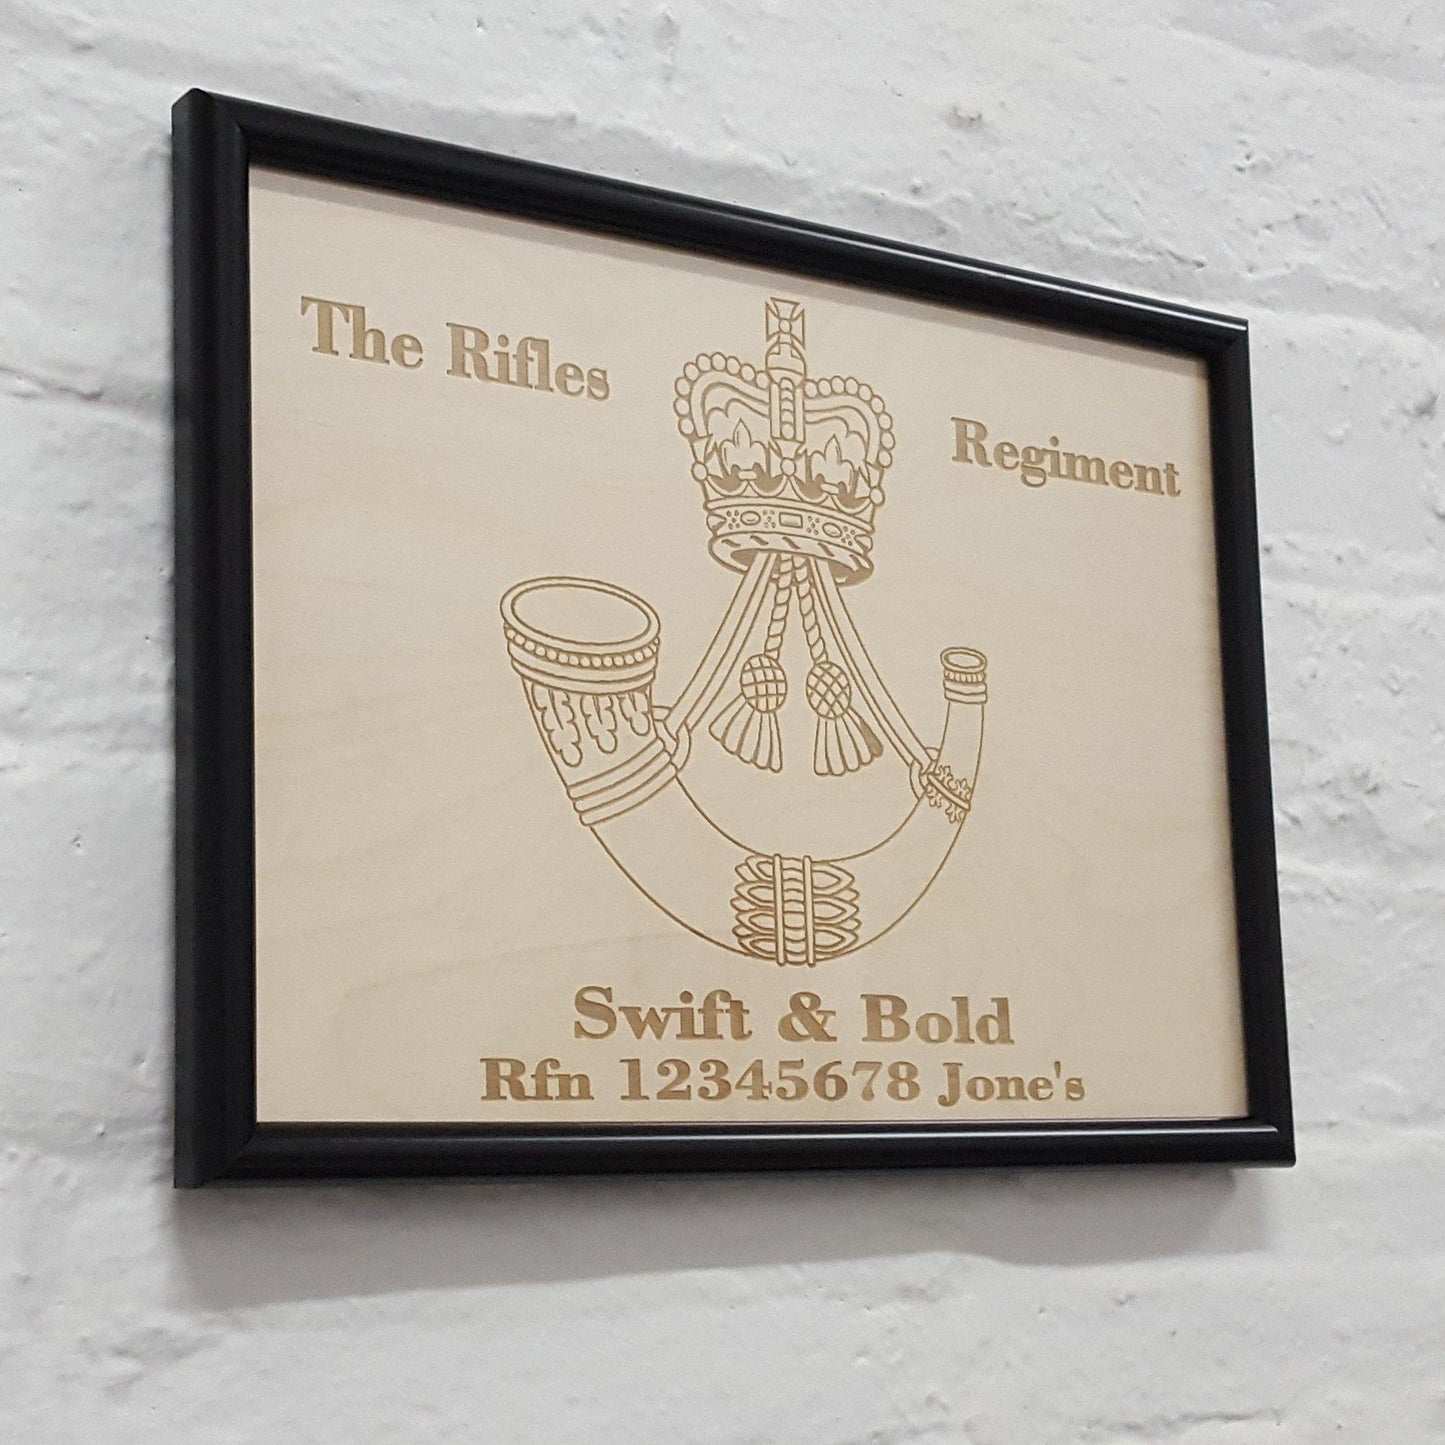 The Rifles
Regiment
Swift & Bold
Rfn 12345678 Jone's